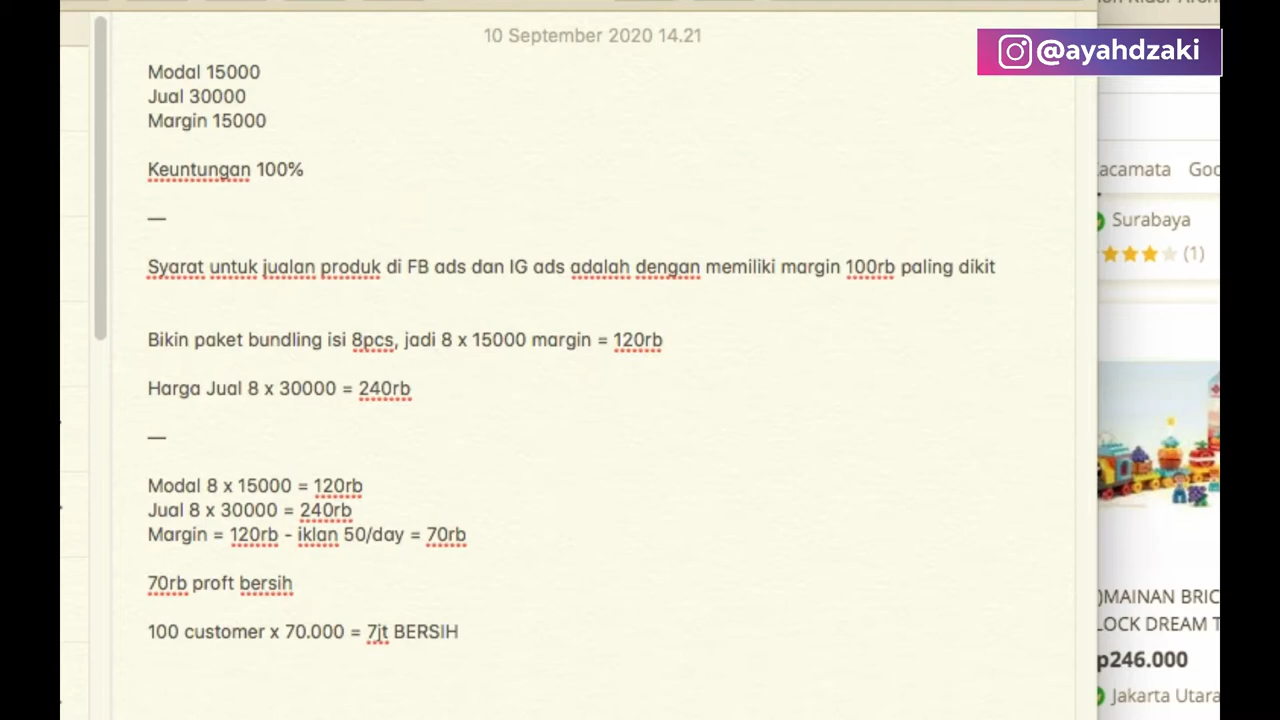 10 September 2020 14.21
@ayahdzaki
Modal 15000
Jual 30000
Margin 15000
Keuntungan 100%
—
Syarat untuk jualan produk di FB ads dan IG ads adalah dengan memiliki margin 100rb paling dikit
Bikin paket bundling isi 8pcs, jadi 8 x 15000 margin = 120rb
Harga Jual 8 x 30000 = 240rb
—
Modal 8 x 15000 = 120rb
Jual 8 x 30000 = 240rb
Margin = 120rb - iklan 50/day = 70rb
70rb proft bersih
100 customer x 70.000 = 7jt BERSIH
acamata Goo
Surabaya
(1)
)MAINAN BRIC
LOCK DREAM T
p246.000
Jakarta Utara